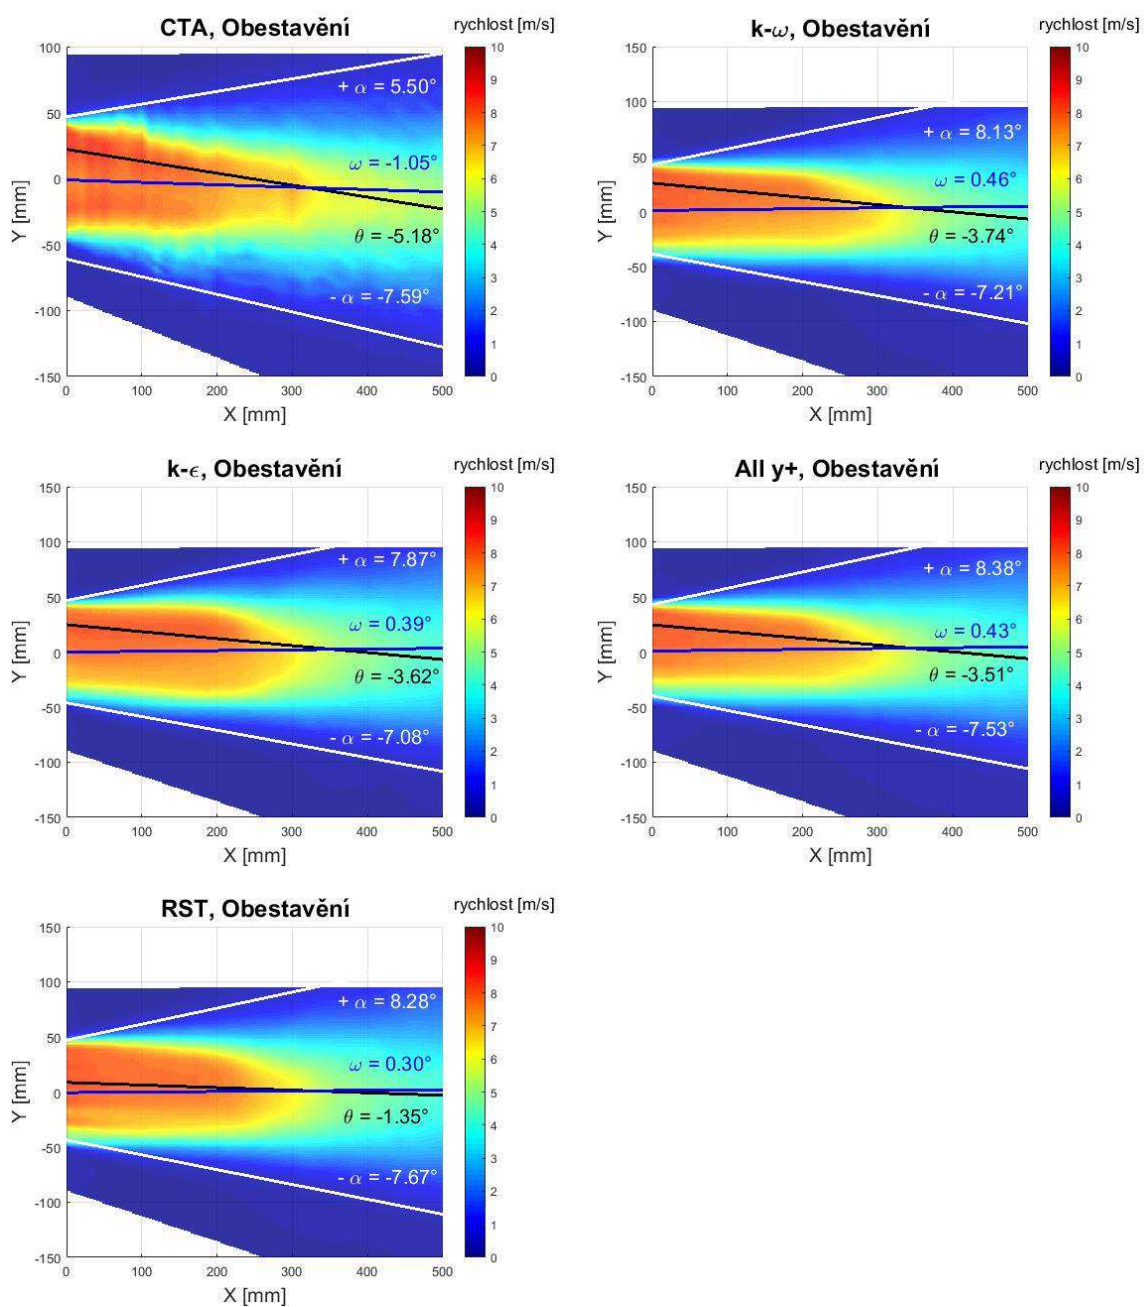 CTA, Obestavění
rychlost [m/s]
100
50
0
-50
-100
-150
Y [mm]
0 100 200 300 400 500
X [mm]
+ α = 5.50°
ω = -1.05°
θ = -5.18°
- α = -7.59°
10
9
8
7
6
5
4
3
2
1
0
k-ω, Obestavění
rychlost [m/s]
150
100
50
0
-50
-100
-150
Y [mm]
0 100 200 300 400 500
X [mm]
+ α = 8.13°
ω = 0.46°
θ = -3.74°
- α = -7.21°
10
9
8
7
6
5
4
3
2
1
0
k-ϵ, Obestavění
rychlost [m/s]
150
100
50
0
-50
-100
-150
Y [mm]
0 100 200 300 400 500
X [mm]
+ α = 7.87°
ω = 0.39°
θ = -3.62°
- α = -7.08°
10
9
8
7
6
5
4
3
2
1
0
All y+, Obestavění
rychlost [m/s]
150
100
50
0
-50
-100
-150
Y [mm]
0 100 200 300 400 500
X [mm]
+ α = 8.38°
ω = 0.43°
θ = -3.51°
- α = -7.53°
10
9
8
7
6
5
4
3
2
1
0
RST, Obestavění
rychlost [m/s]
150
100
50
0
-50
-100
-150
Y [mm]
0 100 200 300 400 500
X [mm]
+ α = 8.28°
ω = 0.30°
θ = -1.35°
- α = -7.67°
10
9
8
7
6
5
4
3
2
1
0